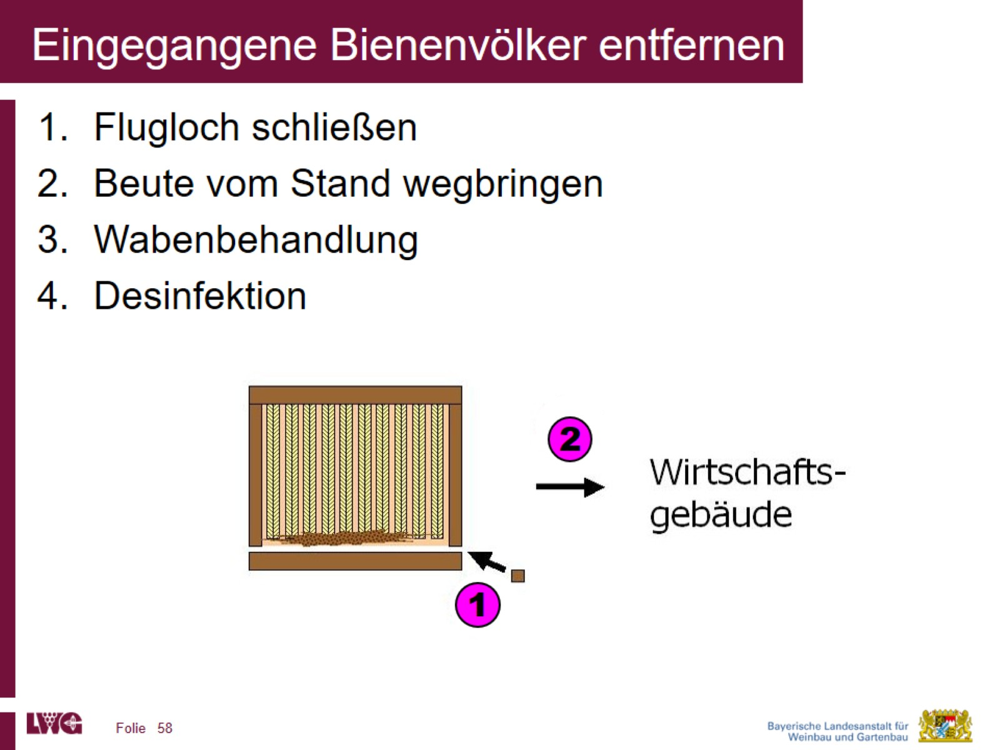 Eingegangene Bienenvölker entfernen
1. Flugloch schließen
2. Beute vom Stand wegbringen
3. Wabenbehandlung
4. Desinfektion
2
Wirtschafts-
gebäude
1
LWG
Folie 58
Bayerische Landesanstalt für
Weinbau und Gartenbau